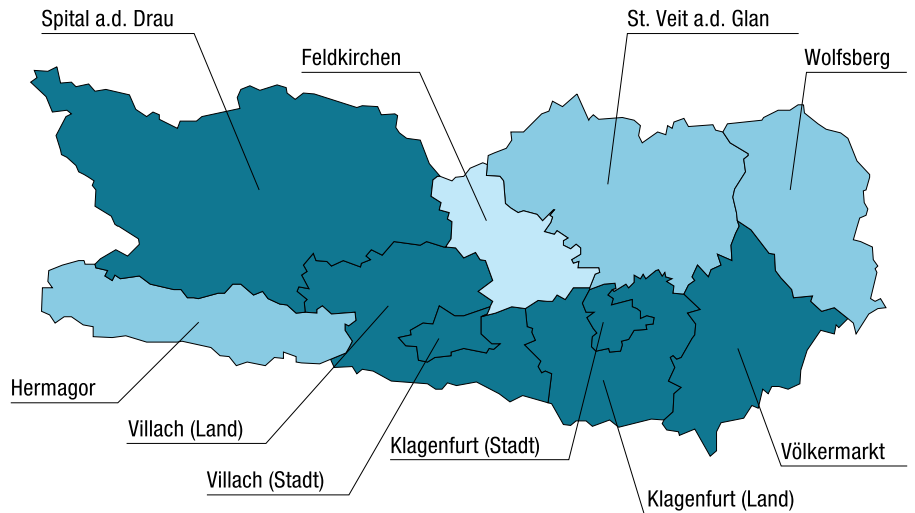 Spital a.d. Drau
St. Veit a.d. Glan
Feldkirchen
Wolfsberg
Hermagor
Villach (Land)
Klagenfurt (Stadt)
Völkermarkt
Villach (Stadt)
Klagenfurt (Land)